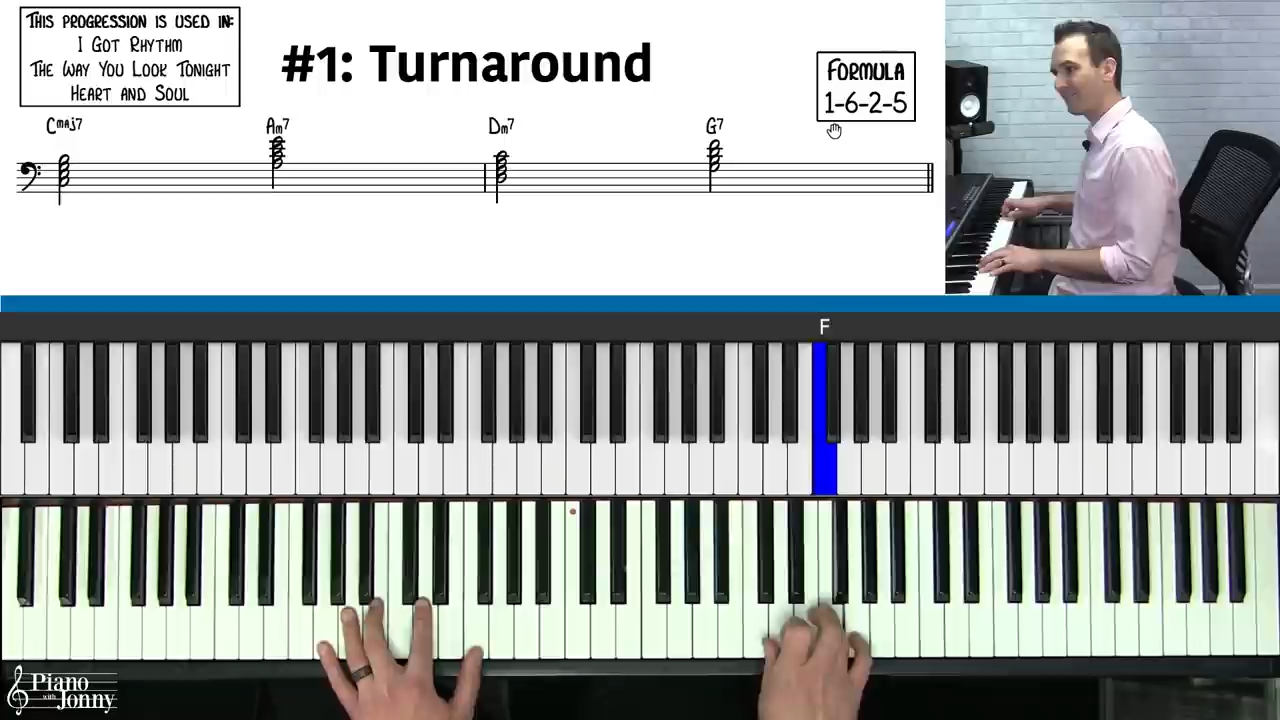 THIS PROGRESSION IS USED IN:
I GOT RHYTHM
THE WAY YOU LOOK TONIGHT
HEART AND SOUL
#1: Turnaround
FORMULA
1-6-2-5
Cmaj7 Am7 Dm7 G7
F
Piano
with
Jonny